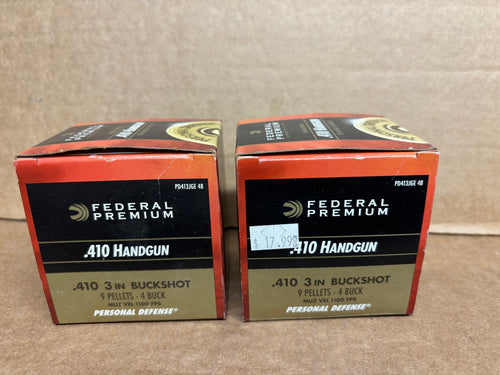 PD413JGE 4B
FEDERAL
PREMIUM
.410 HANDGUN
.410 3 IN BUCKSHOT
9 PELLETS - 4 BUCK
MUZ VEL 1100 FPS
PERSONAL DEFENSE®
.410 HANDGUN
PD413JGE 4B
FEDERAL
PREMIUM
$ 17.99
.410 HANDGUN
.410 3 IN BUCKSHOT
9 PELLETS - 4 BUCK
MUZ VEL 1100 FPS
PERSONAL DEFENSE®